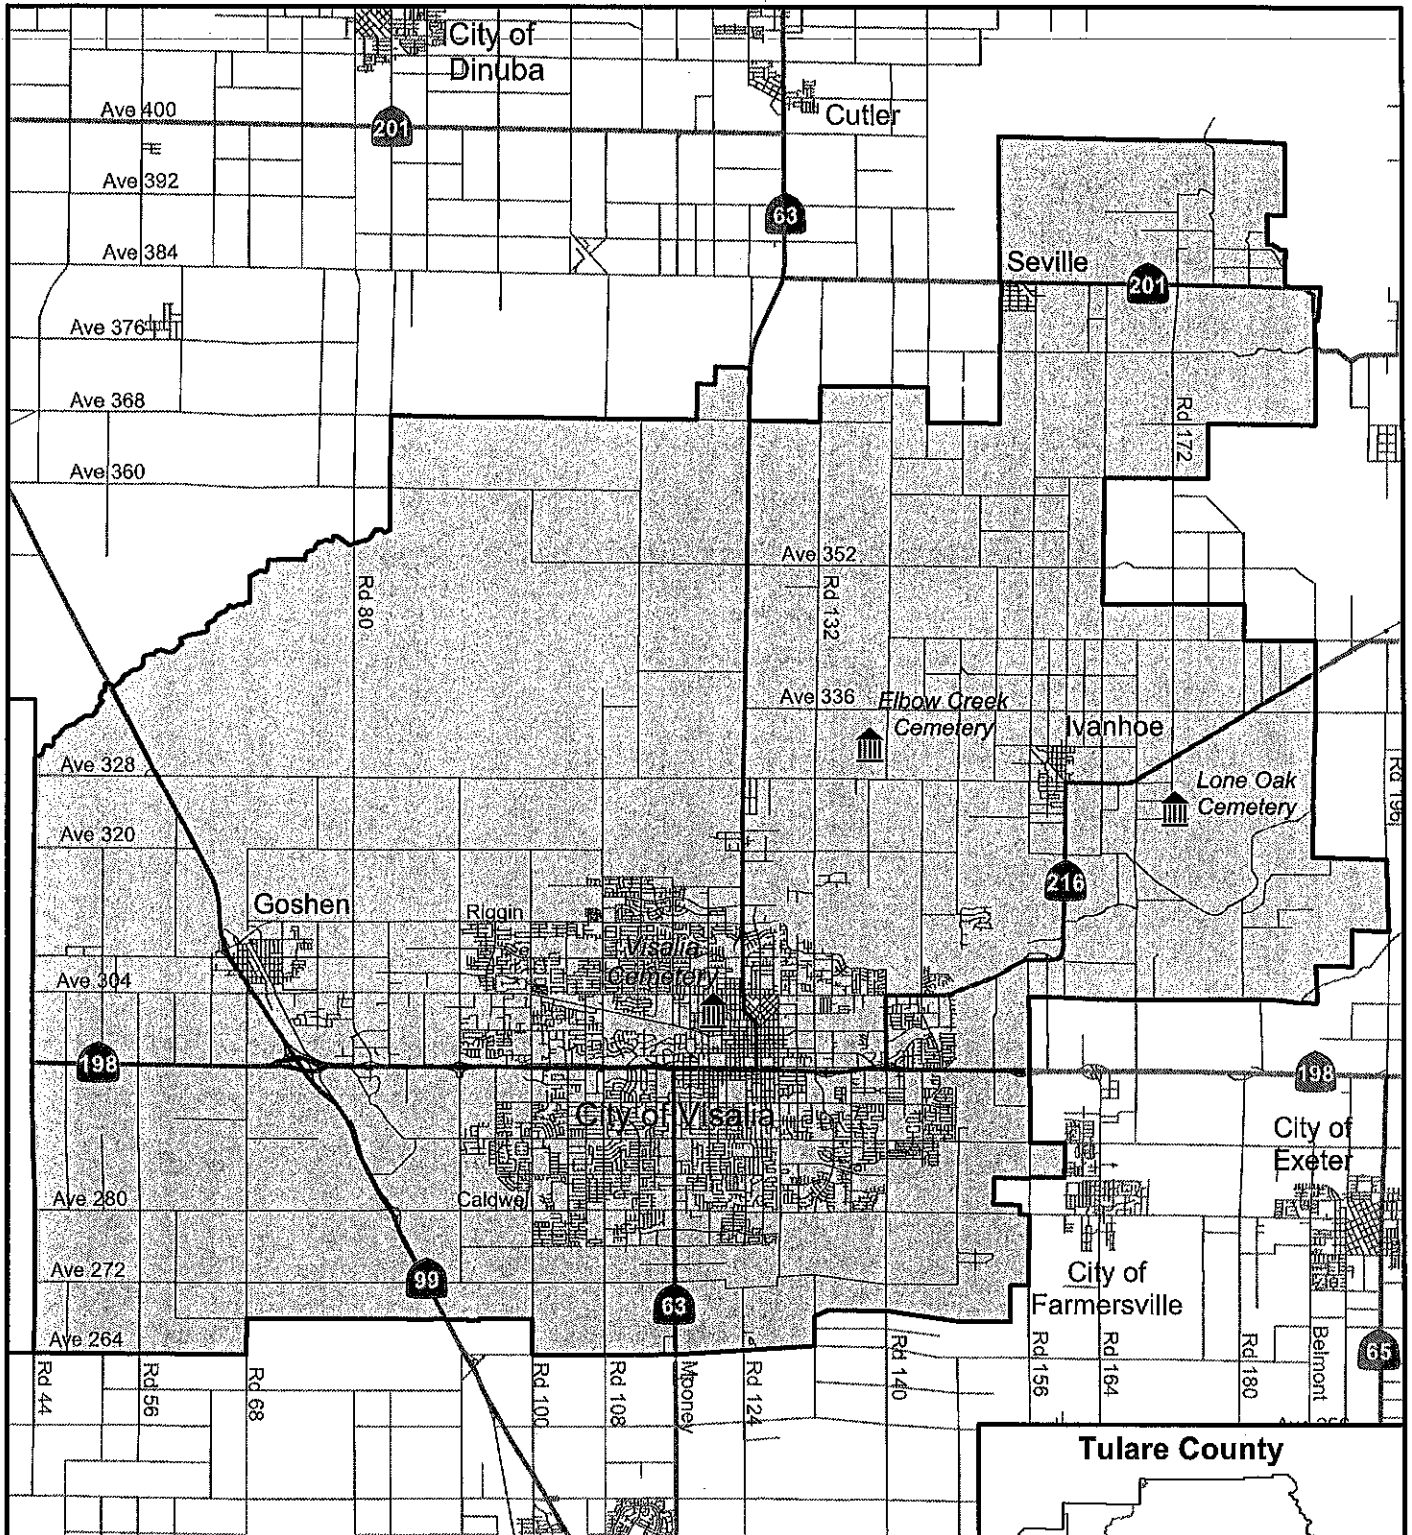 City of
Dinuba
Ave 400
201
Cutler
Ave 392
63
Ave 384
Seville
201
Ave 376
Ave 368
Rd 172
Ave 360
Ave 352
Rd 80
Rd 132
Ave 336
Elbow Creek
Cemetery
Ivanhoe
Ave 328
Lone Oak
Cemetery
Rd 196
Ave 320
216
Goshen
Riggin
Visalia
Cemetery
Ave 304
198
198
City of Visalia
City of
Exeter
Ave 280
Caldwel
Ave 272
99
63
City of
Farmersville
Ave 264
65
Rd 44
Rd 56
Rd 68
Rd 100
Rd 108
Mooney
Rd 124
Rd 140
Rd 156
Rd 164
Rd 180
Belmont
Tulare County